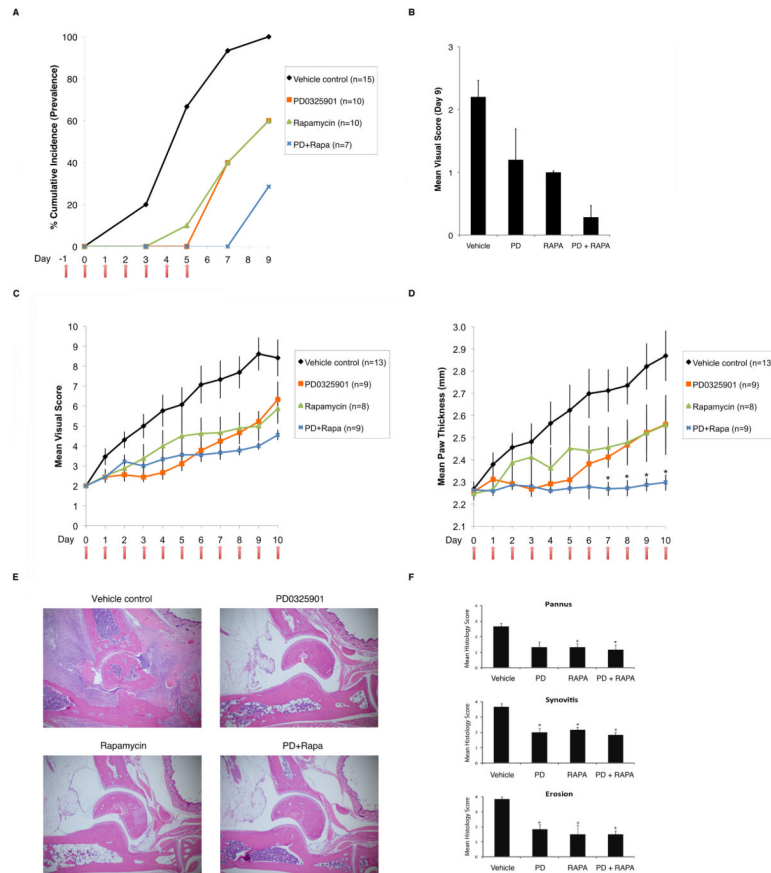 A
B
100
80
60
40
20
0
% Cumulative Incidence (Prevalence)
Vehicle control (n=15)
PD0325901 (n=10)
Rapamycin (n=10)
PD+Rapa (n=7)
Day -1 0 1 2 3 4 5 6 7 8 9
3
2
1
0
Mean Visual Score (Day 9)
Vehicle PD RAPA PD + RAPA
C
D
10
9
8
7
6
5
4
3
2
1
0
Mean Visual Score
Vehicle control (n=13)
PD0325901 (n=9)
Rapamycin (n=8)
PD+Rapa (n=9)
Day 0 1 2 3 4 5 6 7 8 9 10
3.0
2.9
2.8
2.7
2.6
2.5
2.4
2.3
2.2
2.1
Mean Paw Thickness (mm)
* * * *
Vehicle control (n=13
PD0325901 (n=9)
Rapamycin (n=8)
PD+Rapa (n=9)
Day 0 1 2 3 4 5 6 7 8 9 10
E
F
Vehicle control PD0325901
Rapamycin PD+Rapa
Pannus
Mean Histology Score
* *
Vehicle PD RAPA PD + RAPA
Synovitis
Mean Histology Score
* * *
Vehicle PD RAPA PD + RAPA
Erosion
Mean Histology Score
Vehicle PD RAPA PD + RAPA